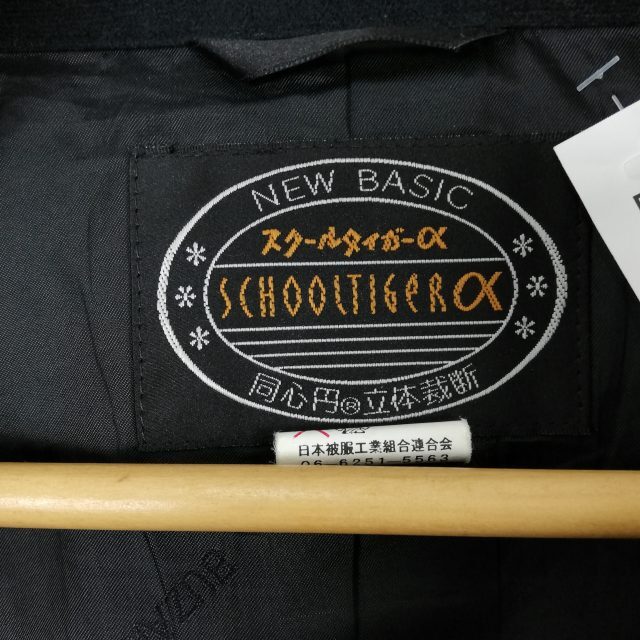 NEW BASIC
スクールタイガーα
SCHOOLTIGERα
同心円®立体裁断
日本被服工業組合連合会
06 6251 5563